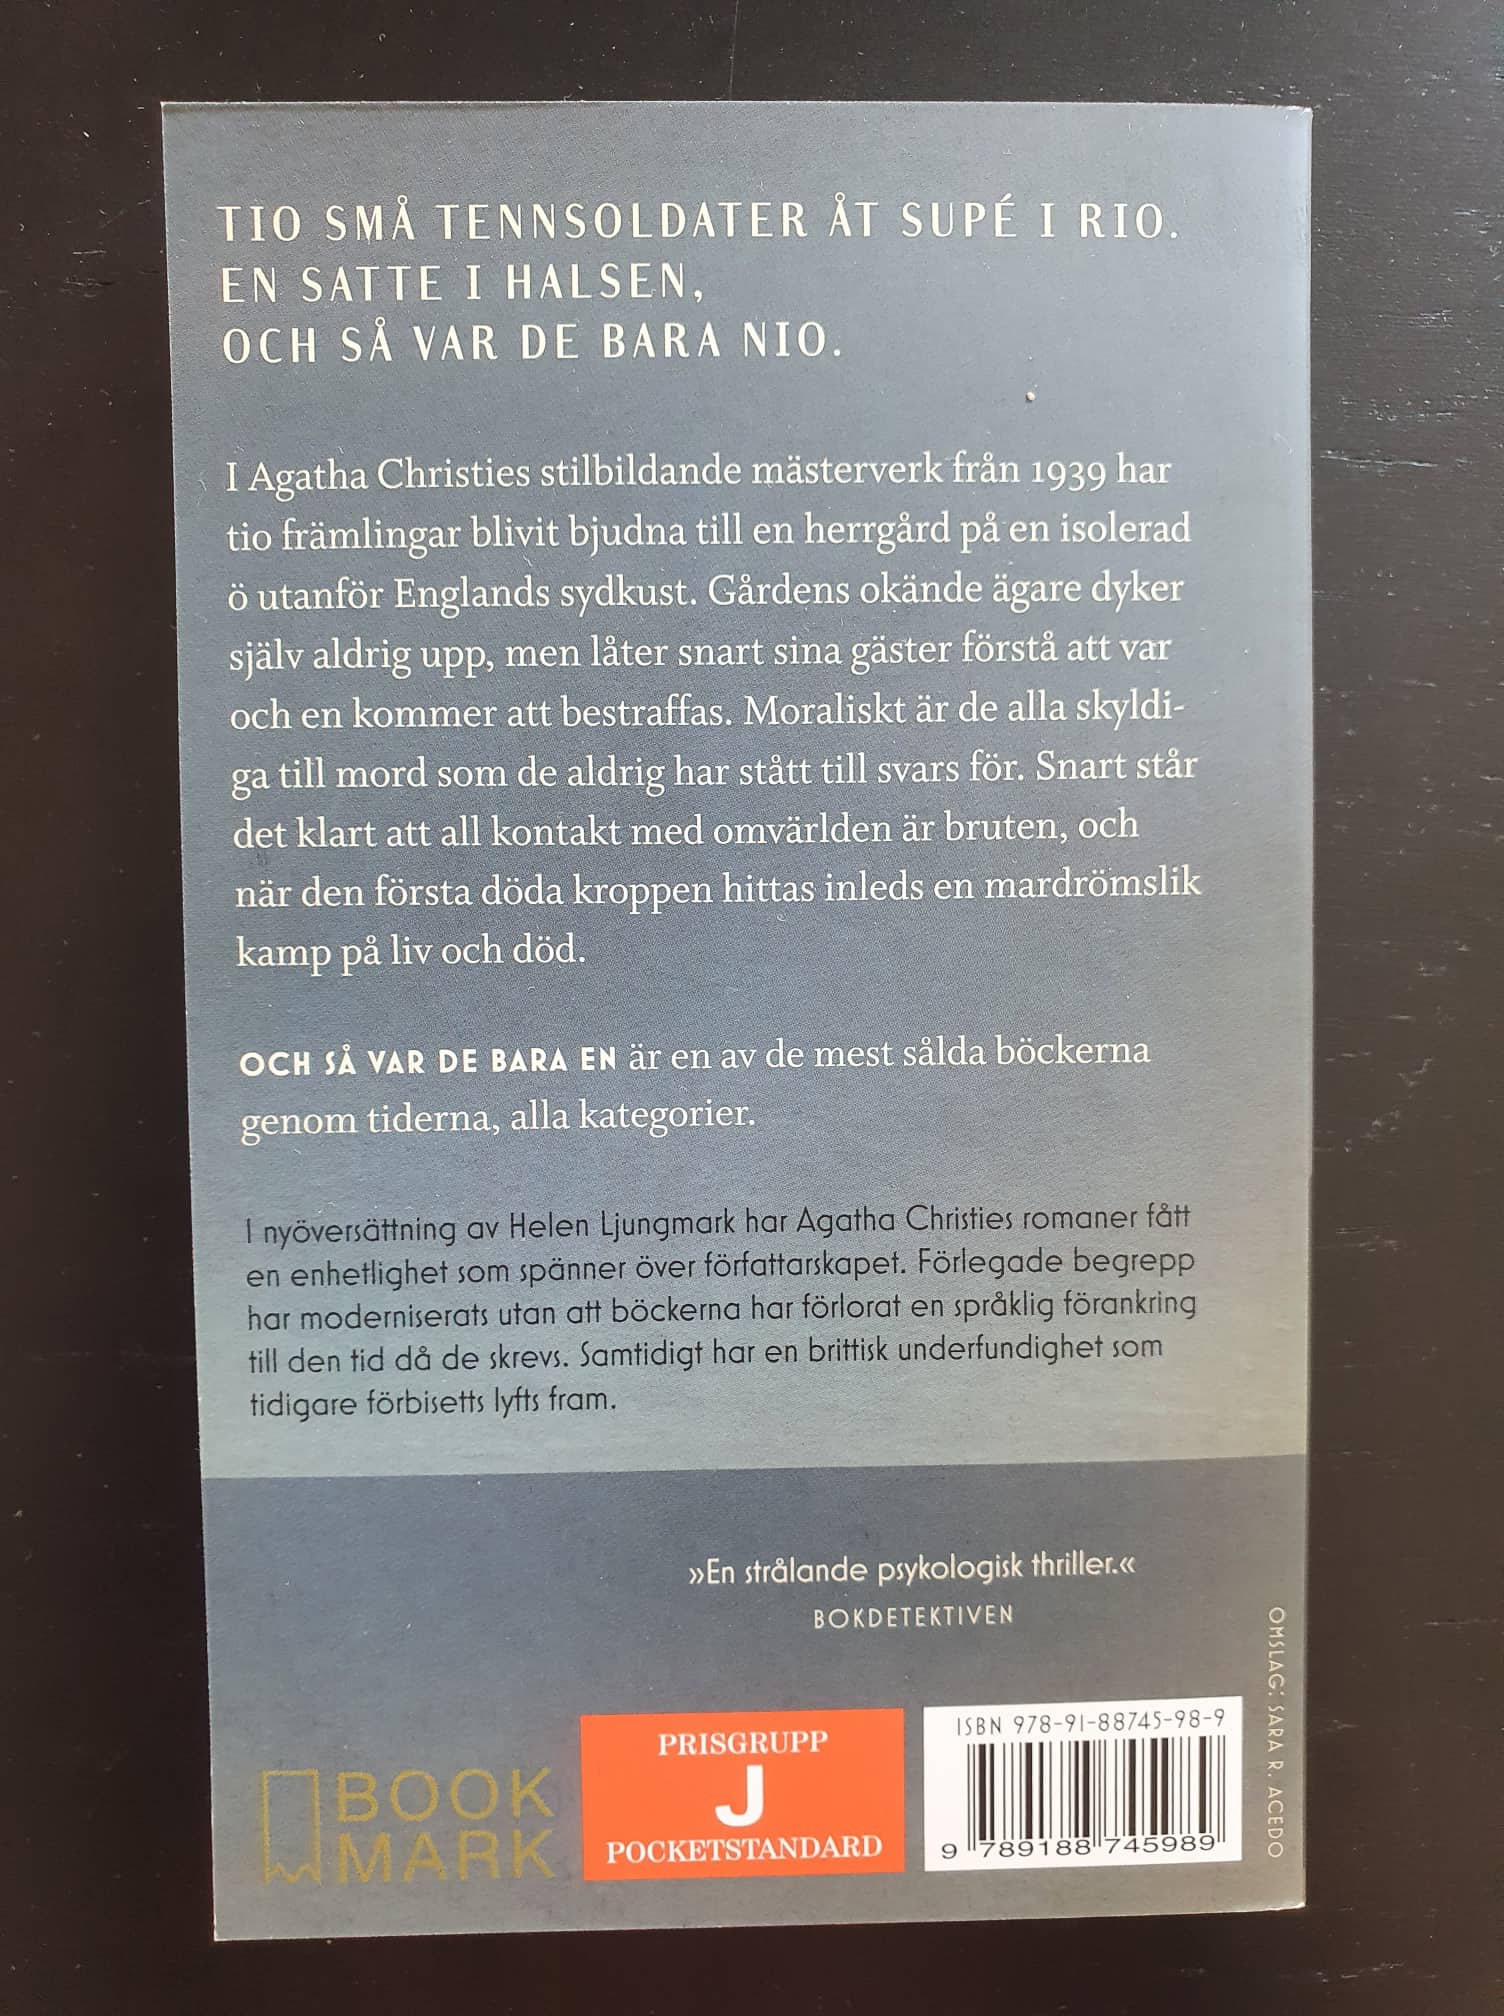 TIO SMÅ TENNSOLDATER ÅT SUPÉ I RIO.
EN SATTE I HALSEN,
OCH SÅ VAR DE BARA NIO.
I Agatha Christies stilbildande mästerverk från 1939 har
tio främlingar blivit bjudna till en herrgård på en isolerad
ö utanför Englands sydkust. Gårdens okände ägare dyker
själv aldrig upp, men låter snart sina gäster förstå att var
och en kommer att bestraffas. Moraliskt är de alla skyldi-
ga till mord som de aldrig har stått till svars för. Snart står
det klart att all kontakt med omvärlden är bruten, och
när den första döda kroppen hittas inleds en mardrömslik
kamp på liv och död.
OCH SÅ VAR DE BARA EN är en av de mest sålda böckerna
genom tiderna, alla kategorier.
I nyöversättning av Helen Ljungmark har Agatha Christies romaner fått
en enhetlighet som spänner över författarskapet. Förlegade begrepp
har moderniserats utan att böckerna har förlorat en språklig förankring
till den tid då de skrevs. Samtidigt har en brittisk underfundighet som
tidigare förbisetts lyfts fram.
»En strålande psykologisk thriller.«
BOKDETEKTIVEN
OMSLAG: SARA R. ACEDO
BOOK
MARK
PRISGRUPP
J
POCKETSTANDARD
ISBN 978-91-88745-98-9
9 789188 745989